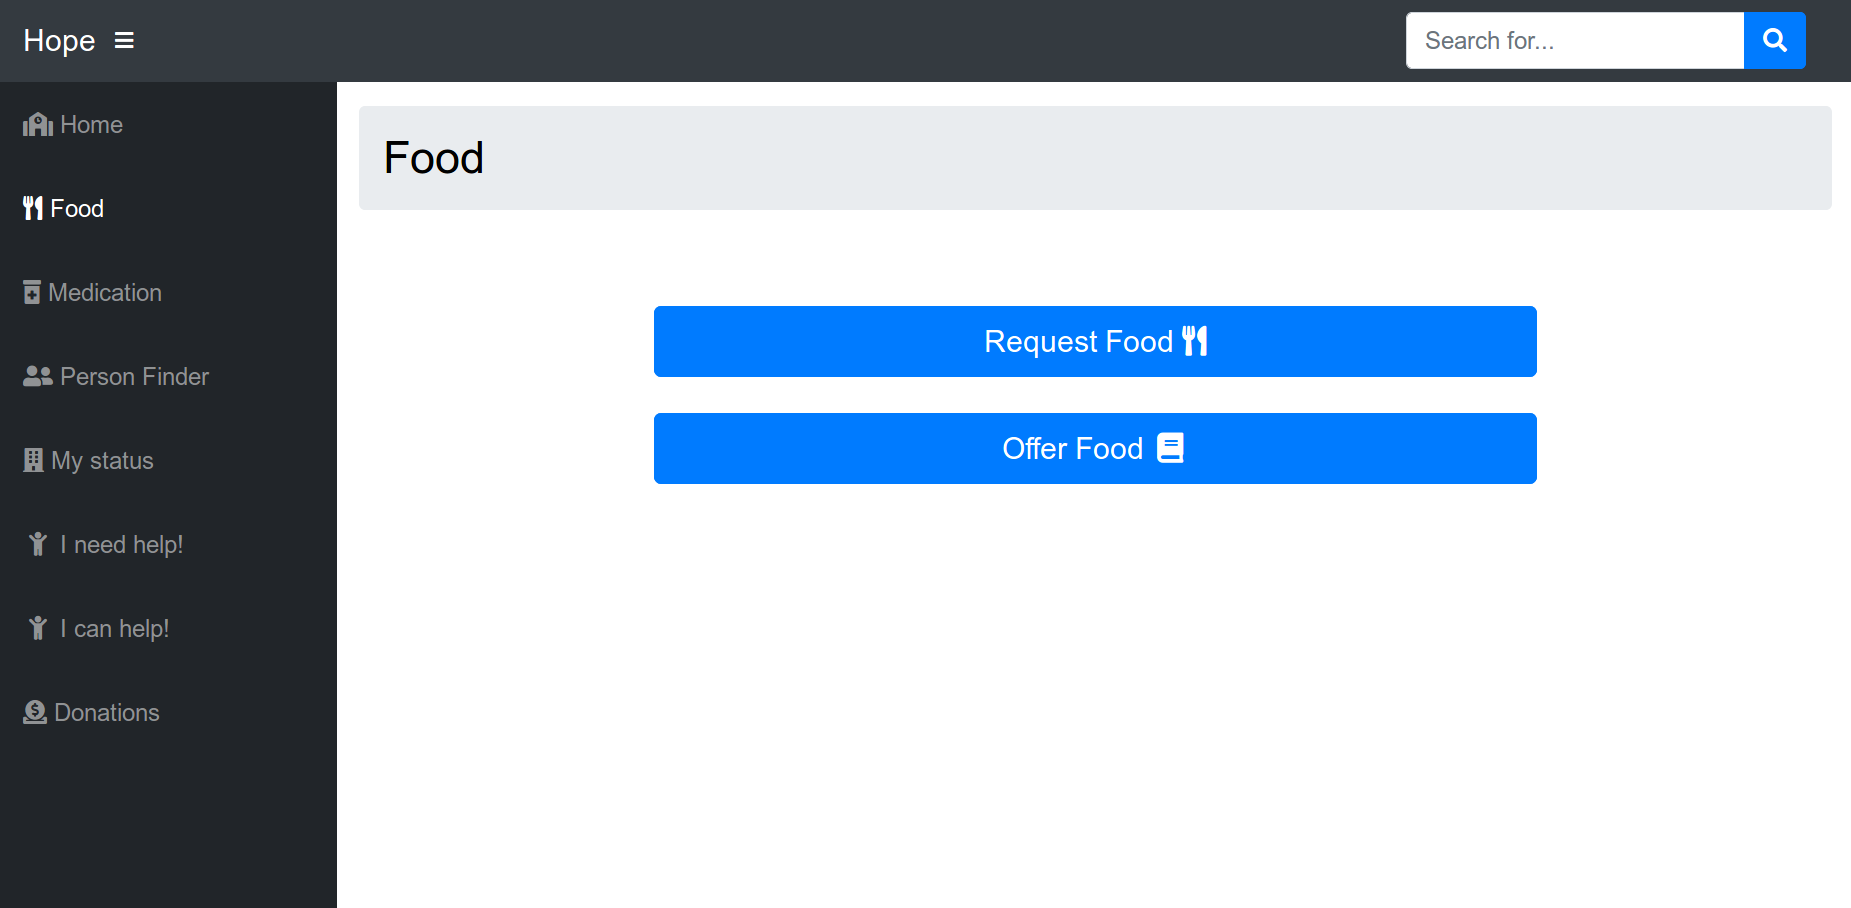 Hope
Search for...
Home
Food
Medication
Person Finder
My status
I need help!
I can help!
Donations
Food
Request Food
Offer Food